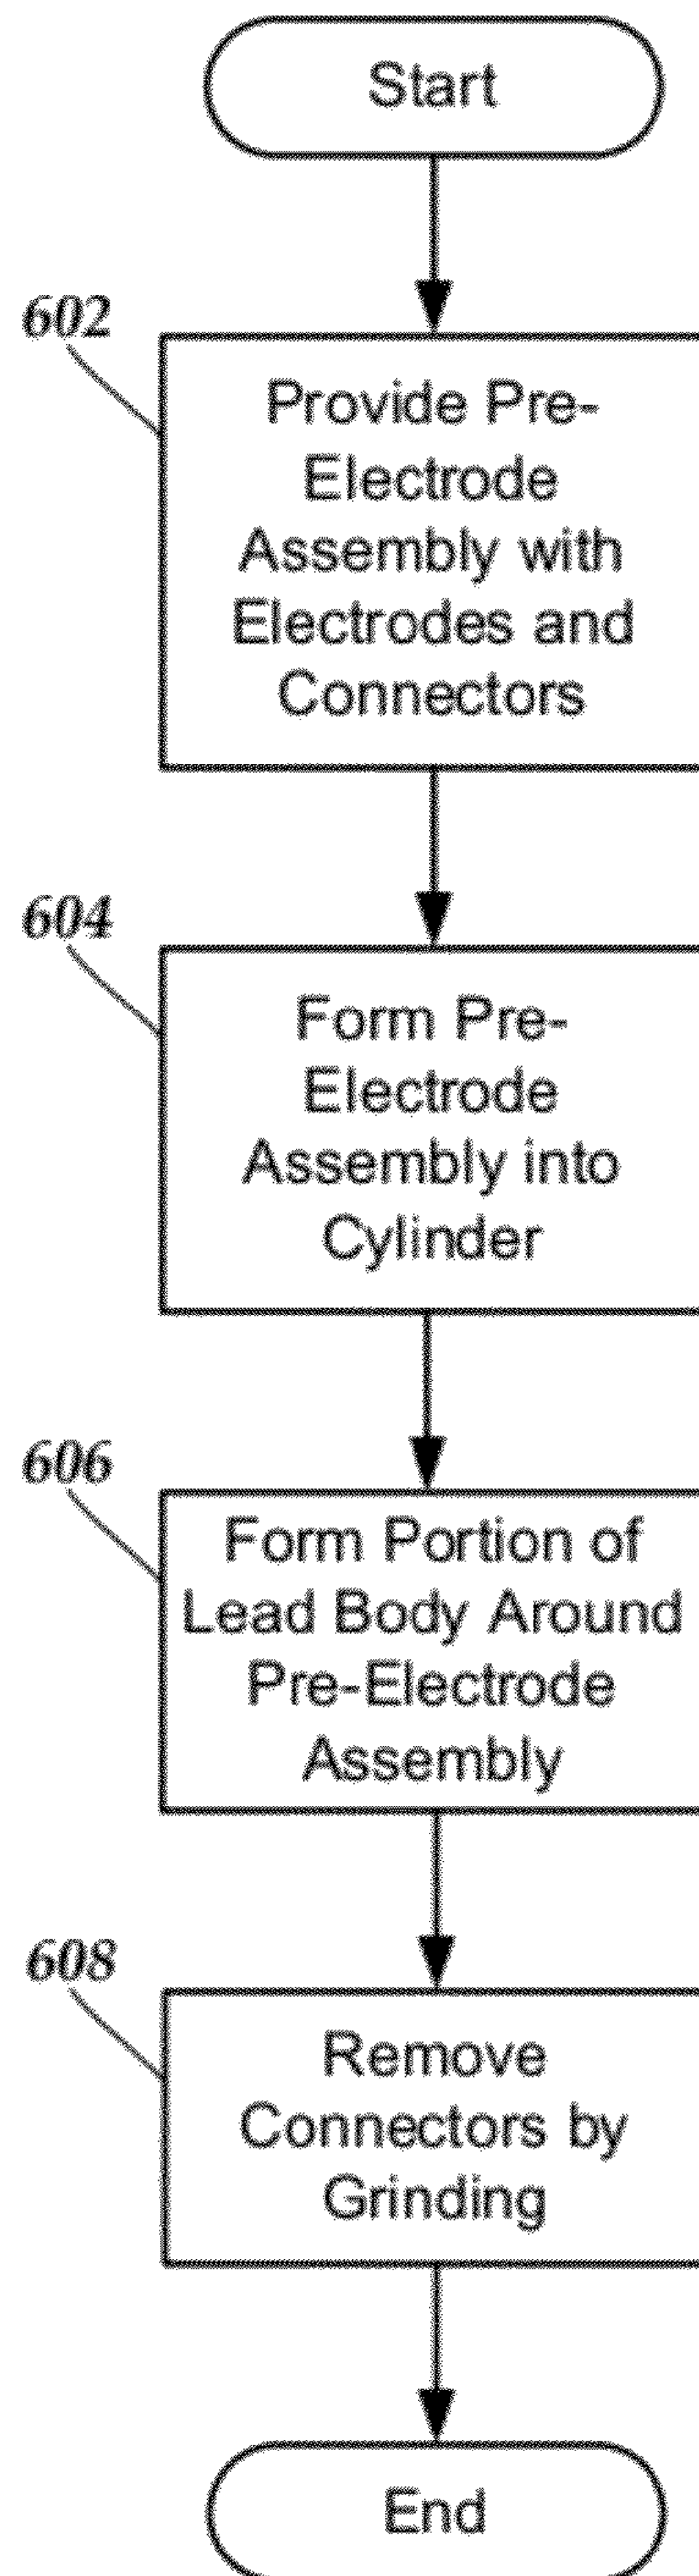 Start
602
Provide Pre-
Electrode
Assembly with
Electrodes and
Connectors
604
Form Pre-
Electrode
Assembly into
Cylinder
606
Form Portion of
Lead Body Around
Pre-Electrode
Assembly
608
Remove
Connectors by
Grinding
End